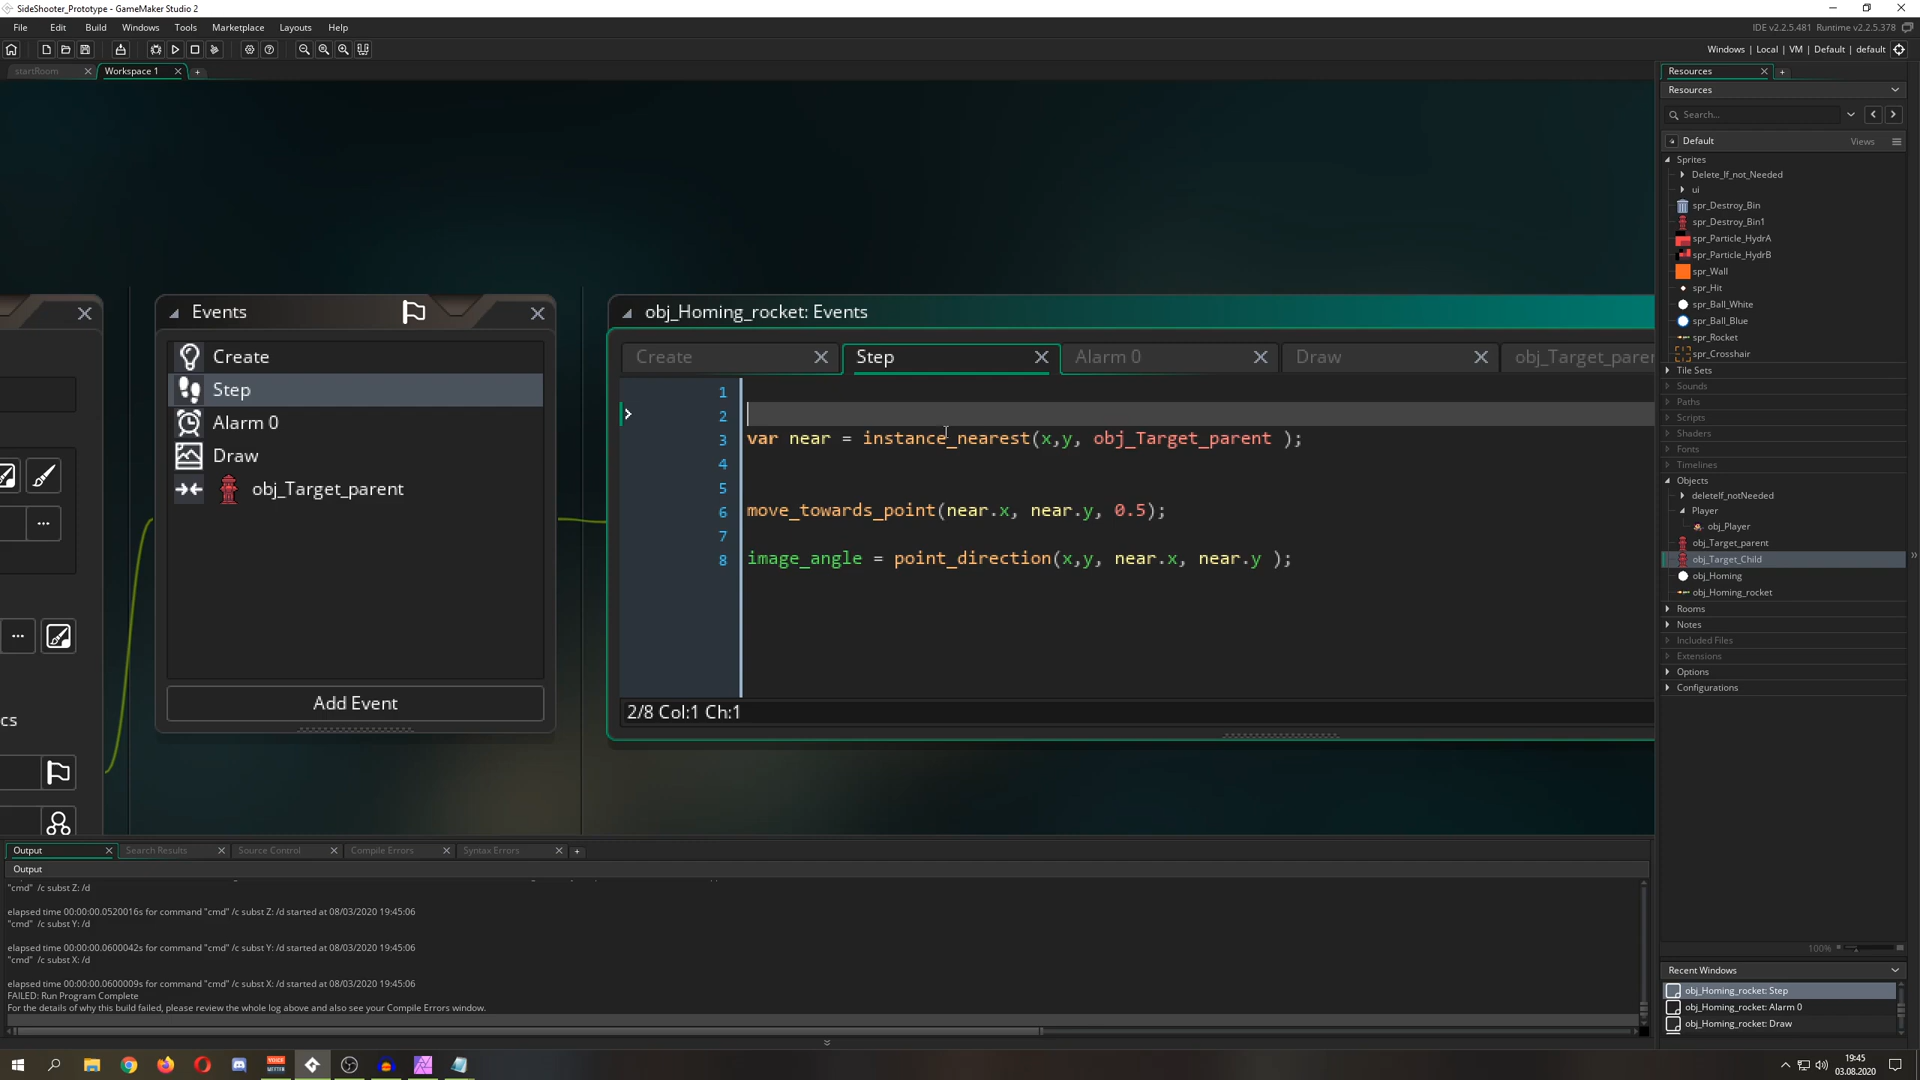 SideShooter_Prototype - GameMaker Studio 2
File Edit Build Windows Tools Marketplace Layouts Help
IDE v2.2.5.481 Runtime v2.2.5.378
Windows | Local | VM | Default | default
startRoom
Workspace 1
Events
Create
Step
Alarm 0
Draw
obj_Target_parent
Add Event
cs
obj_Homing_rocket: Events
Create Step Alarm 0 Draw obj_Target_paren
1
2
3 var near = instance_nearest(x,y, obj_Target_parent );
4
5
6 move_towards_point(near.x, near.y, 0.5);
7
8 image_angle = point_direction(x,y, near.x, near.y );
2/8 Col:1 Ch:1
Resources
Resources
Search...
Default Views
Sprites
Delete_If_not_Needed
ui
spr_Destroy_Bin
spr_Destroy_Bin1
spr_Particle_HydrA
spr_Particle_HydrB
spr_Wall
spr_Hit
spr_Ball_White
spr_Ball_Blue
spr_Rocket
spr_Crosshair
Tile Sets
Sounds
Paths
Scripts
Shaders
Fonts
Timelines
Objects
deleteIf_notNeeded
Player
obj_Player
obj_Target_parent
obj_Target_Child
obj_Homing
obj_Homing_rocket
Rooms
Notes
Included Files
Extensions
Options
Configurations
100%
Recent Windows
obj_Homing_rocket: Step
obj_Homing_rocket: Alarm 0
obj_Homing_rocket: Draw
Output Search Results Source Control Compile Errors Syntax Errors
Output
"cmd" /c subst Z: /d
elapsed time 00:00:00.0520016s for command "cmd" /c subst Z: /d started at 08/03/2020 19:45:06
"cmd" /c subst Y: /d
elapsed time 00:00:00.0600042s for command "cmd" /c subst Y: /d started at 08/03/2020 19:45:06
"cmd" /c subst X: /d
elapsed time 00:00:00.0600009s for command "cmd" /c subst X: /d started at 08/03/2020 19:45:06
FAILED: Run Program Complete
For the details of why this build failed, please review the whole log above and also see your Compile Errors window.
19:45
03.08.2020